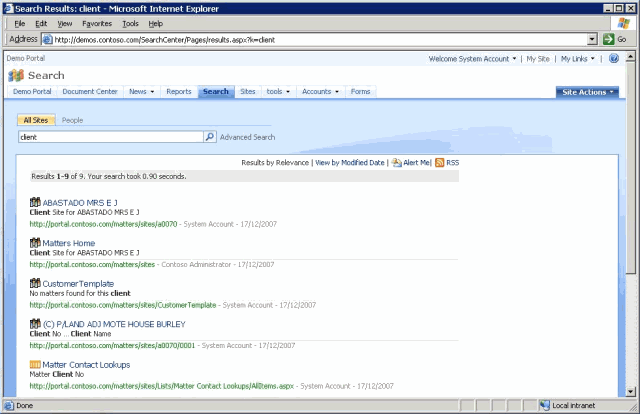 Search Results: client - Microsoft Internet Explorer
File Edit View Favorites Tools Help
Address http://demos.contoso.com/SearchCenter/Pages/results.aspx?k=client Go
Demo Portal Welcome System Account | My Site | My Links |
Search
Demo Portal Document Center News Reports Search Sites tools Accounts Forms Site Actions
All Sites People
client Advanced Search
Results by Relevance | View by Modified Date | Alert Me | RSS
Results 1-9 of 9. Your search took 0.90 seconds.
ABASTADO MRS E J
Client Site for ABASTADO MRS E J
http://portal.contoso.com/matters/sites/a0070 - System Account - 17/12/2007
Matters Home
Client Site for ABASTADO MRS E J
http://portal.contoso.com/matters/sites - Contoso Administrator - 17/12/2007
CustomerTemplate
No matters found for this client
http://portal.contoso.com/matters/sites/CustomerTemplate - System Account - 17/12/2007
(C) P/LAND ADJ MOTE HOUSE BURLEY
Client No ... Client Name
http://portal.contoso.com/matters/sites/a0070/0001 - System Account - 17/12/2007
Matter Contact Lookups
Matter Client No
http://portal.contoso.com/matters/sites/Lists/Matter Contact Lookups/AllItems.aspx - System Account - 17/12/2007
Done Local intranet